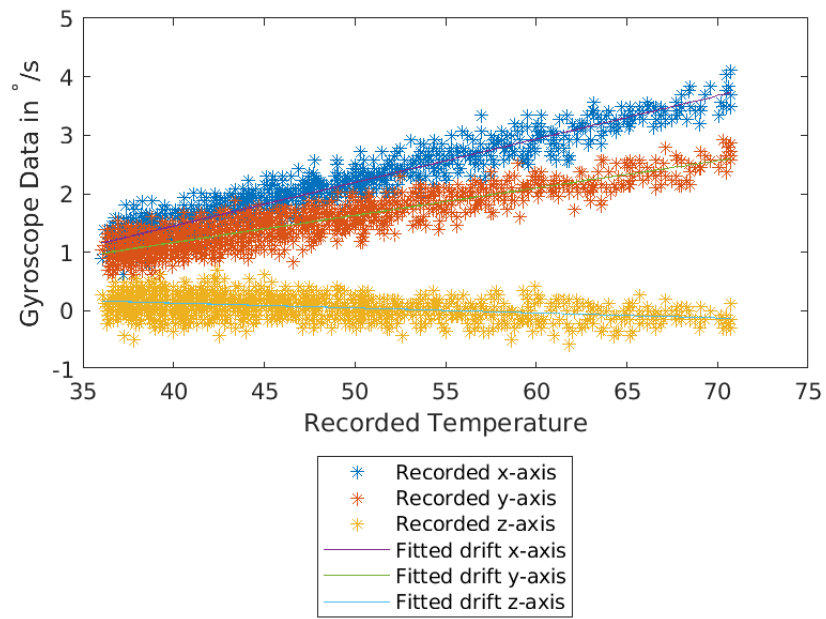 5
4
3
2
1
0
-1
Gyroscope Data in °/s
35 40 45 50 55 60 65 70 75
Recorded Temperature
Recorded x-axis
Recorded y-axis
Recorded z-axis
Fitted drift x-axis
Fitted drift y-axis
Fitted drift z-axis